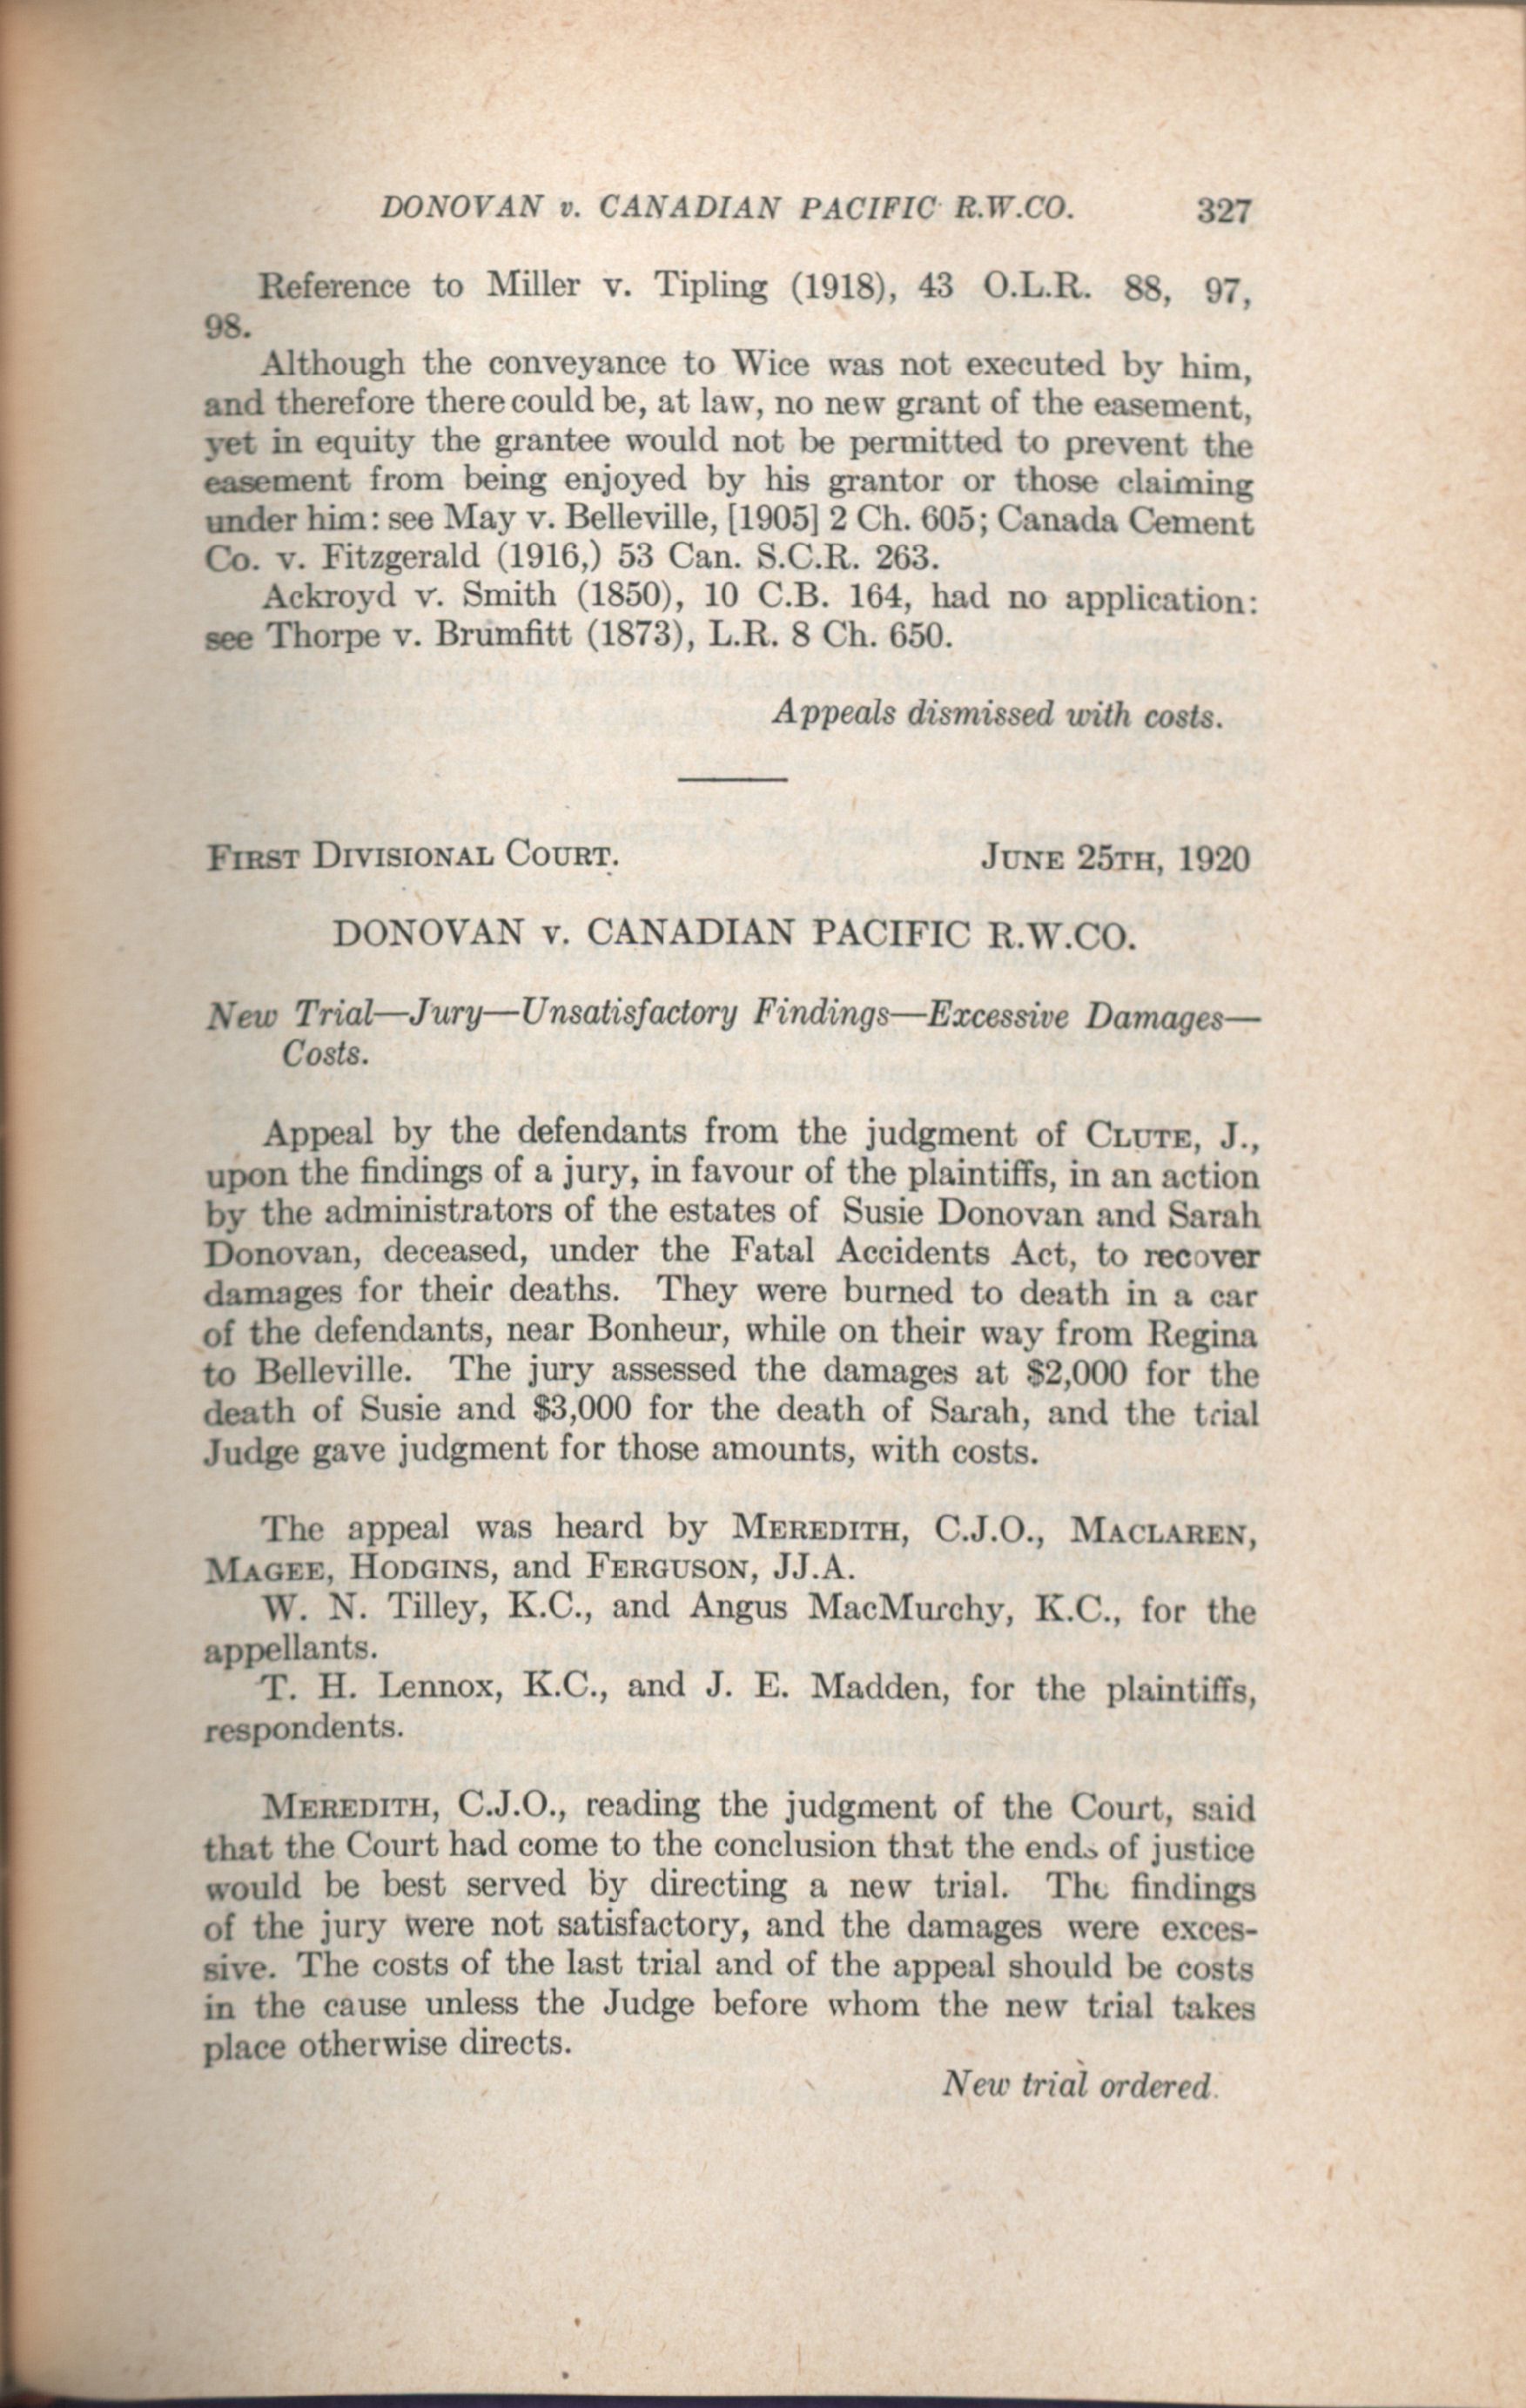 DONOVAN v. CANADIAN PACIFIC R.W.CO. 327
Reference to Miller v. Tipling (1918), 43 O.L.R. 88, 97,
98.
Although the conveyance to Wice was not executed by him,
and therefore there could be, at law, no new grant of the easement,
yet in equity the grantee would not be permitted to prevent the
easement from being enjoyed by his grantor or those claiming
under him: see May v. Belleville, [1905] 2 Ch. 605; Canada Cement
Co. v. Fitzgerald (1916,) 53 Can. S.C.R. 263.
Ackroyd v. Smith (1850), 10 C.B. 164, had no application:
see Thorpe v. Brumfitt (1873), L.R. 8 Ch. 650.
Appeals dismissed with costs.
First Divisional Court. June 25th, 1920
DONOVAN v. CANADIAN PACIFIC R.W.CO.
New Trial—Jury—Unsatisfactory Findings—Excessive Damages—
Costs.
Appeal by the defendants from the judgment of Clute, J.,
upon the findings of a jury, in favour of the plaintiffs, in an action
by the administrators of the estates of Susie Donovan and Sarah
Donovan, deceased, under the Fatal Accidents Act, to recover
damages for their deaths. They were burned to death in a car
of the defendants, near Bonheur, while on their way from Regina
to Belleville. The jury assessed the damages at $2,000 for the
death of Susie and $3,000 for the death of Sarah, and the trial
Judge gave judgment for those amounts, with costs.
The appeal was heard by Meredith, C.J.O., Maclaren,
Magee, Hodgins, and Ferguson, JJ.A.
W. N. Tilley, K.C., and Angus MacMurchy, K.C., for the
appellants.
T. H. Lennox, K.C., and J. E. Madden, for the plaintiffs,
respondents.
Meredith, C.J.O., reading the judgment of the Court, said
that the Court had come to the conclusion that the ends of justice
would be best served by directing a new trial. The findings
of the jury were not satisfactory, and the damages were exces-
sive. The costs of the last trial and of the appeal should be costs
in the cause unless the Judge before whom the new trial takes
place otherwise directs.
New trial ordered.